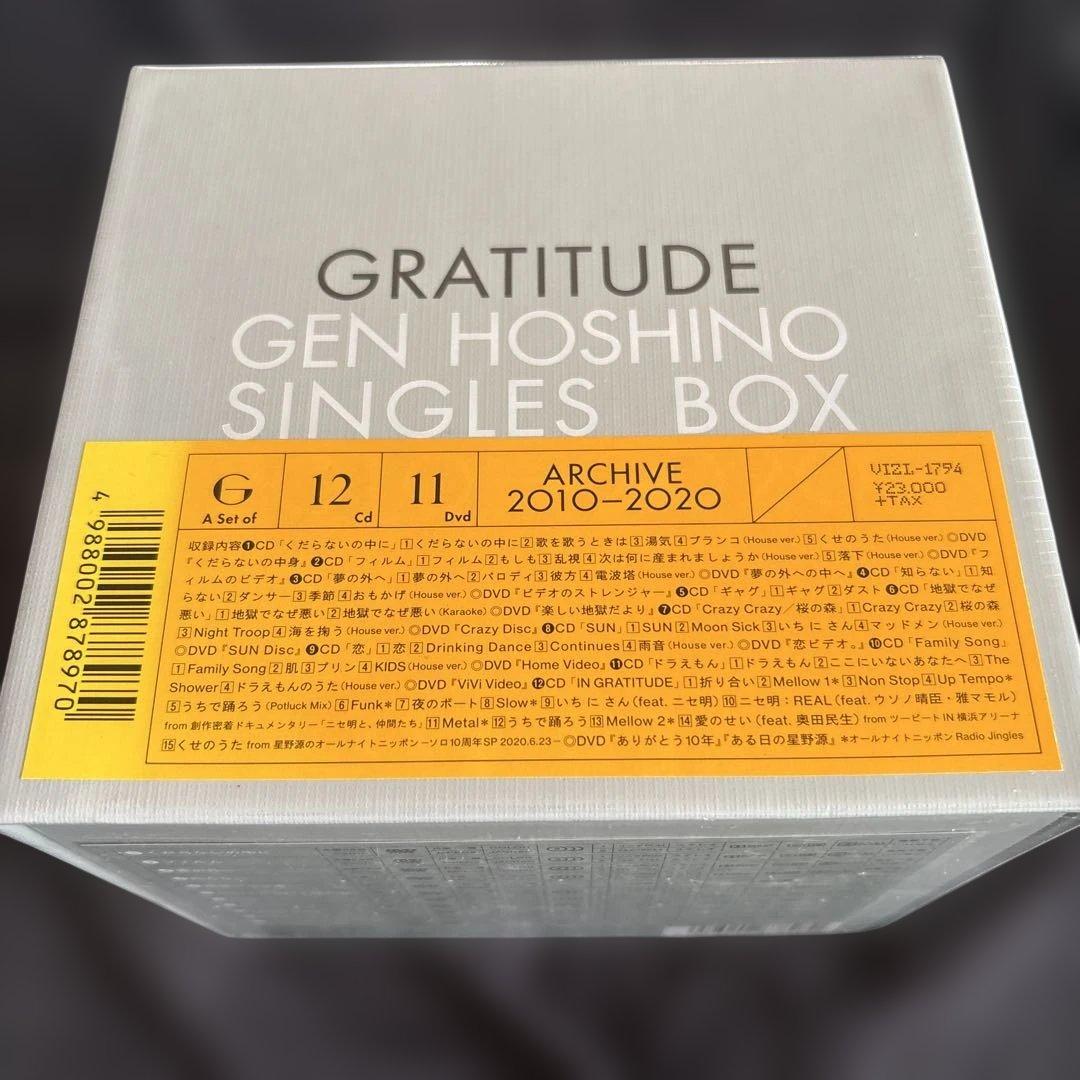 GRATITUDE
GEN HOSHINO
SINGLES BOX
G
A Set of
12
Cd
11
Dvd
ARCHIVE
2010–2020
VIZL-1794
¥23.000
+TAX
4 988002 878970
収録内容❶CD「くだらないの中に」1くだらないの中に2歌を歌うときは3湯気4ブランコ(House ver.)5くせのうた(House ver.)◎DVD
『くだらないの中身』❷CD「フィルム」1フィルム2もしも3乱視4次は何に産まれましょうか(House ver.)5落下(House ver.)◎DVD『フ
ィルムのビデオ』❸CD「夢の外へ」1夢の外へ2パロディ3彼方4電波塔(House ver.)◎DVD『夢の外への中へ』❹CD「知らない」1知
らない2ダンサー3季節4おもかげ(House ver.)◎DVD『ビデオのストレンジャー』❺CD「ギャグ」1ギャグ2ダスト❻CD「地獄でなぜ
悪い」1地獄でなぜ悪い2地獄でなぜ悪い(Karaoke)◎DVD『楽しい地獄だより』❼CD「Crazy Crazy／桜の森」1Crazy Crazy2桜の森
3Night Troop4海を掬う(House ver.)◎DVD『Crazy Disc』❽CD「SUN」1SUN2Moon Sick3いち に さん4マッドメン(House ver.)
◎DVD『SUN Disc』❾CD「恋」1恋2Drinking Dance3Continues4雨音(House ver.)◎DVD『恋ビデオ。』❿CD「Family Song」
1Family Song2肌3プリン4KIDS(House ver.)◎DVD『Home Video』⓫CD「ドラえもん」1ドラえもん2ここにいないあなたへ3The
Shower4ドラえもんのうた(House ver.)◎DVD『ViVi Video』⓬CD「IN GRATITUDE」1折り合い2Mellow 1*3Non Stop4Up Tempo*
5うちで踊ろう(Potluck Mix)6Funk*7夜のボート8Slow*9いち に さん(feat. ニセ明)10ニセ明：REAL(feat. ウソノ晴臣・雅マモル)
from 創作密着ドキュメンタリー「ニセ明と、仲間たち」11Metal*12うちで踊ろう13Mellow 2*14愛のせい(feat. 奥田民生)from ツービート IN 横浜アリーナ
15くせのうた from 星野源のオールナイトニッポン–ソロ10周年SP 2020.6.23–◎DVD『ありがとう10年』『ある日の星野源』*オールナイトニッポン Radio Jingles